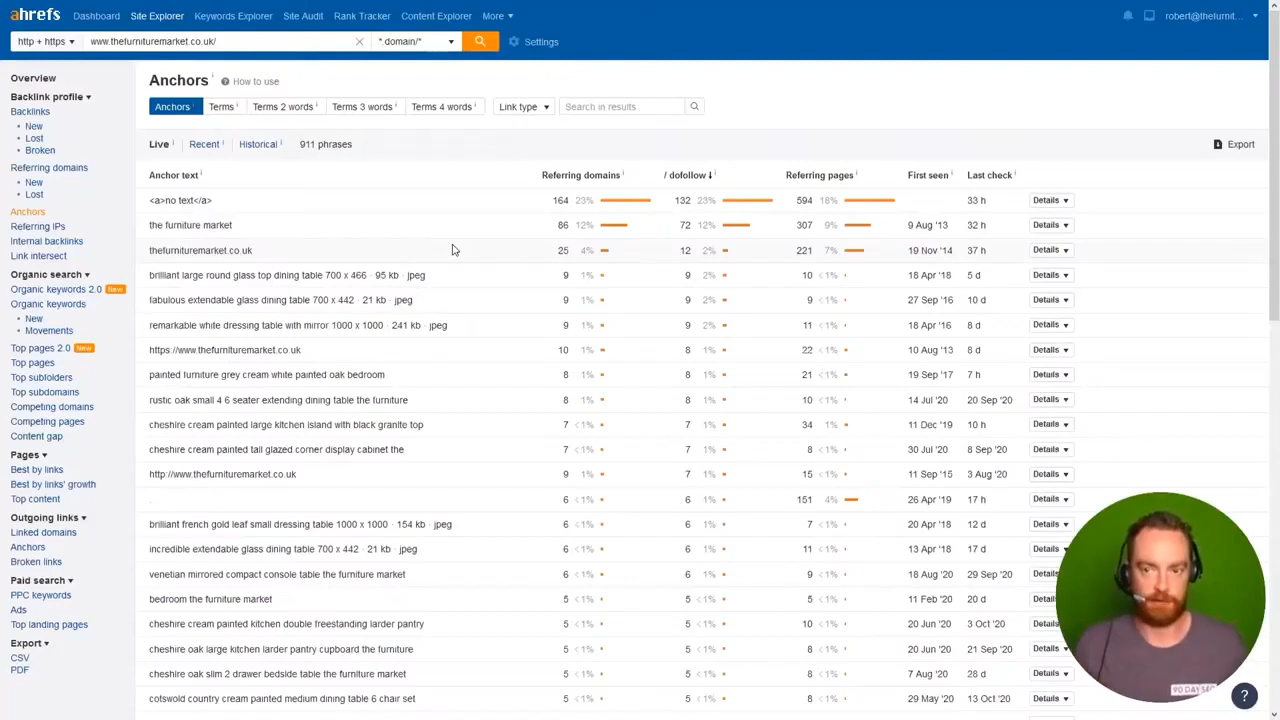 ahrefs Dashboard Site Explorer Keywords Explorer Site Audit Rank Tracker Content Explorer More robert@thefurnit...
http + https www.thefurnituremarket.co.uk/ *.domain/* Settings
Overview
Backlink profile
Backlinks
New
Lost
Broken
Referring domains
New
Lost
Anchors
Referring IPs
Internal backlinks
Link intersect
Organic search
Organic keywords 2.0 New
Organic keywords
New
Movements
Top pages 2.0 New
Top pages
Top subfolders
Top subdomains
Competing domains
Competing pages
Content gap
Pages
Best by links
Best by links' growth
Top content
Outgoing links
Linked domains
Anchors
Broken links
Paid search
PPC keywords
Ads
Top landing pages
Export
CSV
PDF
Anchors How to use
Anchors Terms Terms 2 words Terms 3 words Terms 4 words Link type Search in results
Live Recent Historical 911 phrases Export
Anchor text Referring domains / dofollow Referring pages First seen Last check
<a>no text</a> 164 23% 132 23% 594 18% 33 h Details
the furniture market 86 12% 72 12% 307 9% 9 Aug '13 32 h Details
thefurnituremarket.co.uk 25 4% 12 2% 221 7% 19 Nov '14 37 h Details
brilliant large round glass top dining table 700 x 466 · 95 kb · jpeg 9 1% 9 2% 10 <1% 18 Apr '18 5 d Details
fabulous extendable glass dining table 700 x 442 · 21 kb · jpeg 9 1% 9 2% 9 <1% 27 Sep '16 10 d Details
remarkable white dressing table with mirror 1000 x 1000 · 241 kb · jpeg 9 1% 9 2% 11 <1% 18 Apr '16 8 d Details
https://www.thefurnituremarket.co.uk 10 1% 8 1% 22 <1% 10 Aug '13 8 d Details
painted furniture grey cream white painted oak bedroom 8 1% 8 1% 21 <1% 19 Sep '17 7 h Details
rustic oak small 4 6 seater extending dining table the furniture 8 1% 8 1% 10 <1% 14 Jul '20 20 Sep '20 Details
cheshire cream painted large kitchen island with black granite top 7 1% 7 1% 34 1% 11 Dec '19 10 h Details
cheshire cream painted tall glazed corner display cabinet the 7 1% 7 1% 8 <1% 30 Jul '20 8 Sep '20 Details
http://www.thefurnituremarket.co.uk 9 1% 7 1% 15 <1% 11 Sep '15 3 Aug '20 Details
6 <1% 6 1% 151 4% 26 Apr '19 17 h Details
brilliant french gold leaf small dressing table 1000 x 1000 · 154 kb · jpeg 6 <1% 6 1% 7 <1% 20 Apr '18 12 d Details
incredible extendable glass dining table 700 x 442 · 21 kb · jpeg 6 <1% 6 1% 11 <1% 13 Apr '18 17 d Details
venetian mirrored compact console table the furniture market 6 <1% 6 1% 9 <1% 18 Aug '20 29 Sep '20 Details
bedroom the furniture market 5 <1% 5 <1% 5 <1% 11 Feb '20 20 d Details
cheshire cream painted kitchen double freestanding larder pantry 5 <1% 5 <1% 10 <1% 20 Jun '20 3 Oct '20 Details
cheshire oak large kitchen larder pantry cupboard the furniture 5 <1% 5 <1% 8 <1% 20 Jun '20 21 Sep '20 Details
cheshire oak slim 2 drawer bedside table the furniture market 5 <1% 5 <1% 8 <1% 7 Aug '20 28 d Details
cotswold country cream painted medium dining table 6 chair set 5 <1% 5 <1% 8 <1% 29 May '20 13 Oct '20 Details
90 DAY
?